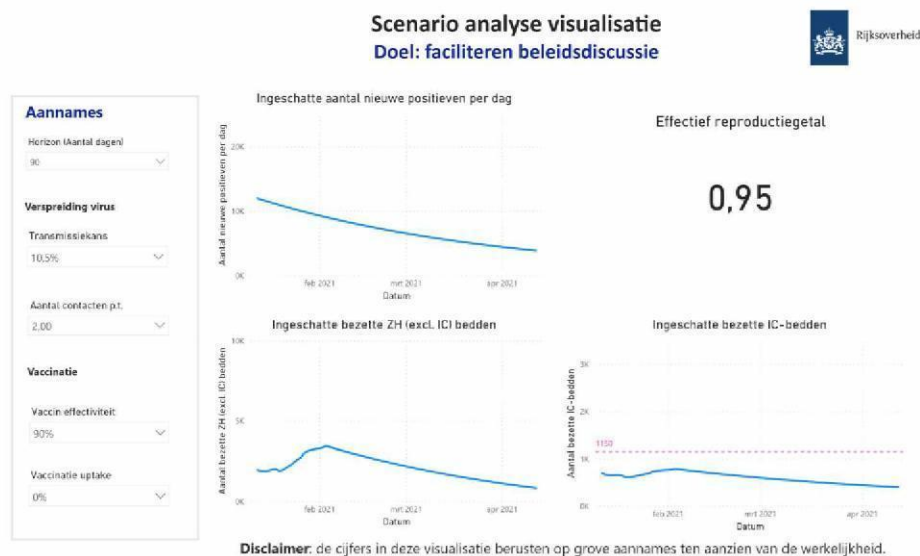 Scenario analyse visualisatie
Doel: faciliteren beleidsdiscussie
Rijksoverheid
Aannames
Horizon (Aantal dagen)
90
Verspreiding virus
Transmissiekans
10,5%
Aantal contacten p.t.
2,00
Vaccinatie
Vaccin effectiviteit
90%
Vaccinatie uptake
0%
Ingeschatte aantal nieuwe positieven per dag
Aantal nieuwe positieven per dag
20K
10K
0K
feb 2021
mrt 2021
apr 2021
Datum
Effectief reproductiegetal
0,95
Ingeschatte bezette ZH (excl. IC) bedden
Aantal bezette ZH (excl. IC) bedden
10K
5K
0K
feb 2021
mrt 2021
apr 2021
Datum
Ingeschatte bezette IC-bedden
Aantal bezette IC-bedden
3K
2K
1150
1K
0K
feb 2021
mrt 2021
apr 2021
Datum
Disclaimer: de cijfers in deze visualisatie berusten op grove aannames ten aanzien van de werkelijkheid.